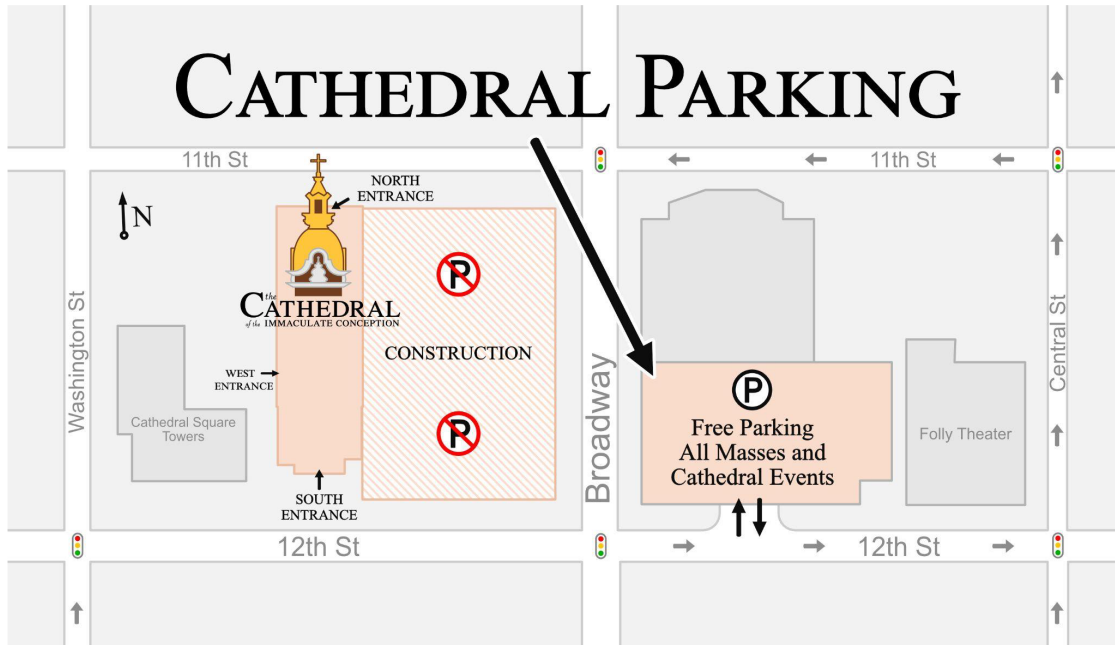 CATHEDRAL PARKING
11th St
11th St
N
NORTH
ENTRANCE
the
CATHEDRAL
of the IMMACULATE CONCEPTION
P
CONSTRUCTION
P
WEST
ENTRANCE
SOUTH
ENTRANCE
Cathedral Square
Towers
Washington St
Broadway
P
Free Parking
All Masses and
Cathedral Events
Folly Theater
Central St
12th St
12th St